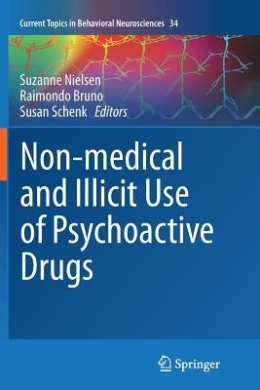 Current Topics in Behavioral Neurosciences 34
Suzanne Nielsen
Raimondo Bruno
Susan Schenk Editors
Non-medical
and Illicit Use
of Psychoactive
Drugs
Springer